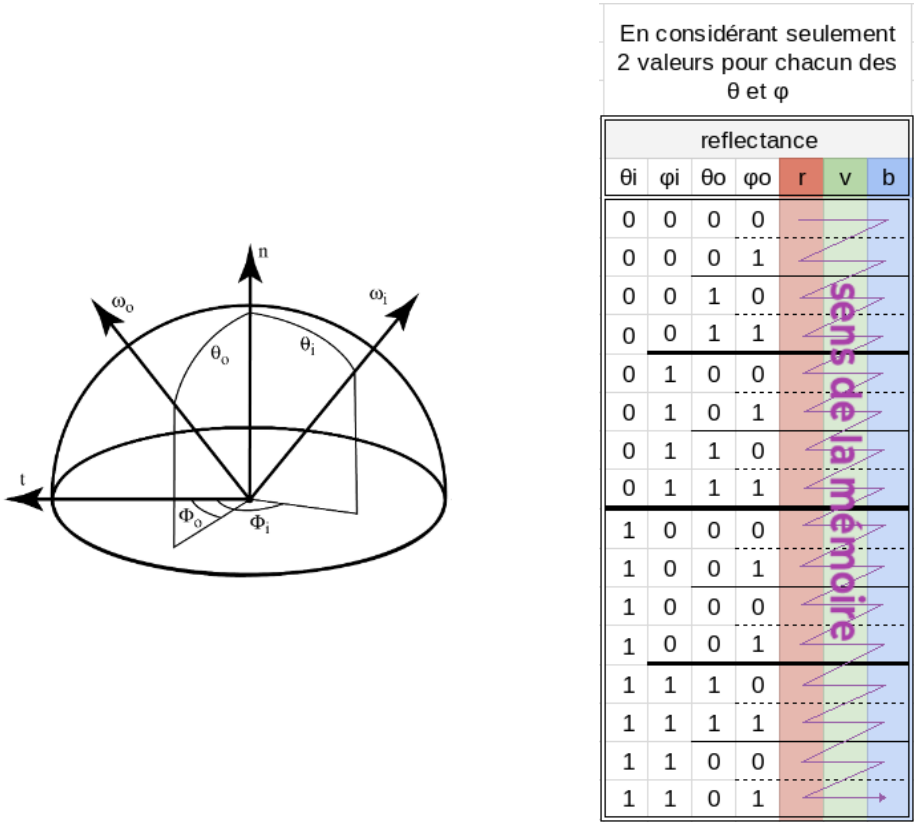 En considérant seulement
2 valeurs pour chacun des
θ et φ
reflectance
θi φi θo φo r v b
0 0 0 0
0 0 0 1
0 0 1 0
0 0 1 1
0 1 0 0
0 1 0 1
0 1 1 0
0 1 1 1
1 0 0 0
1 0 0 1
1 0 0 0
1 0 0 1
1 1 1 0
1 1 1 1
1 1 0 0
1 1 0 1
sens de la mémoire
n
ωo
ωi
θo
θi
t
Φo
Φi